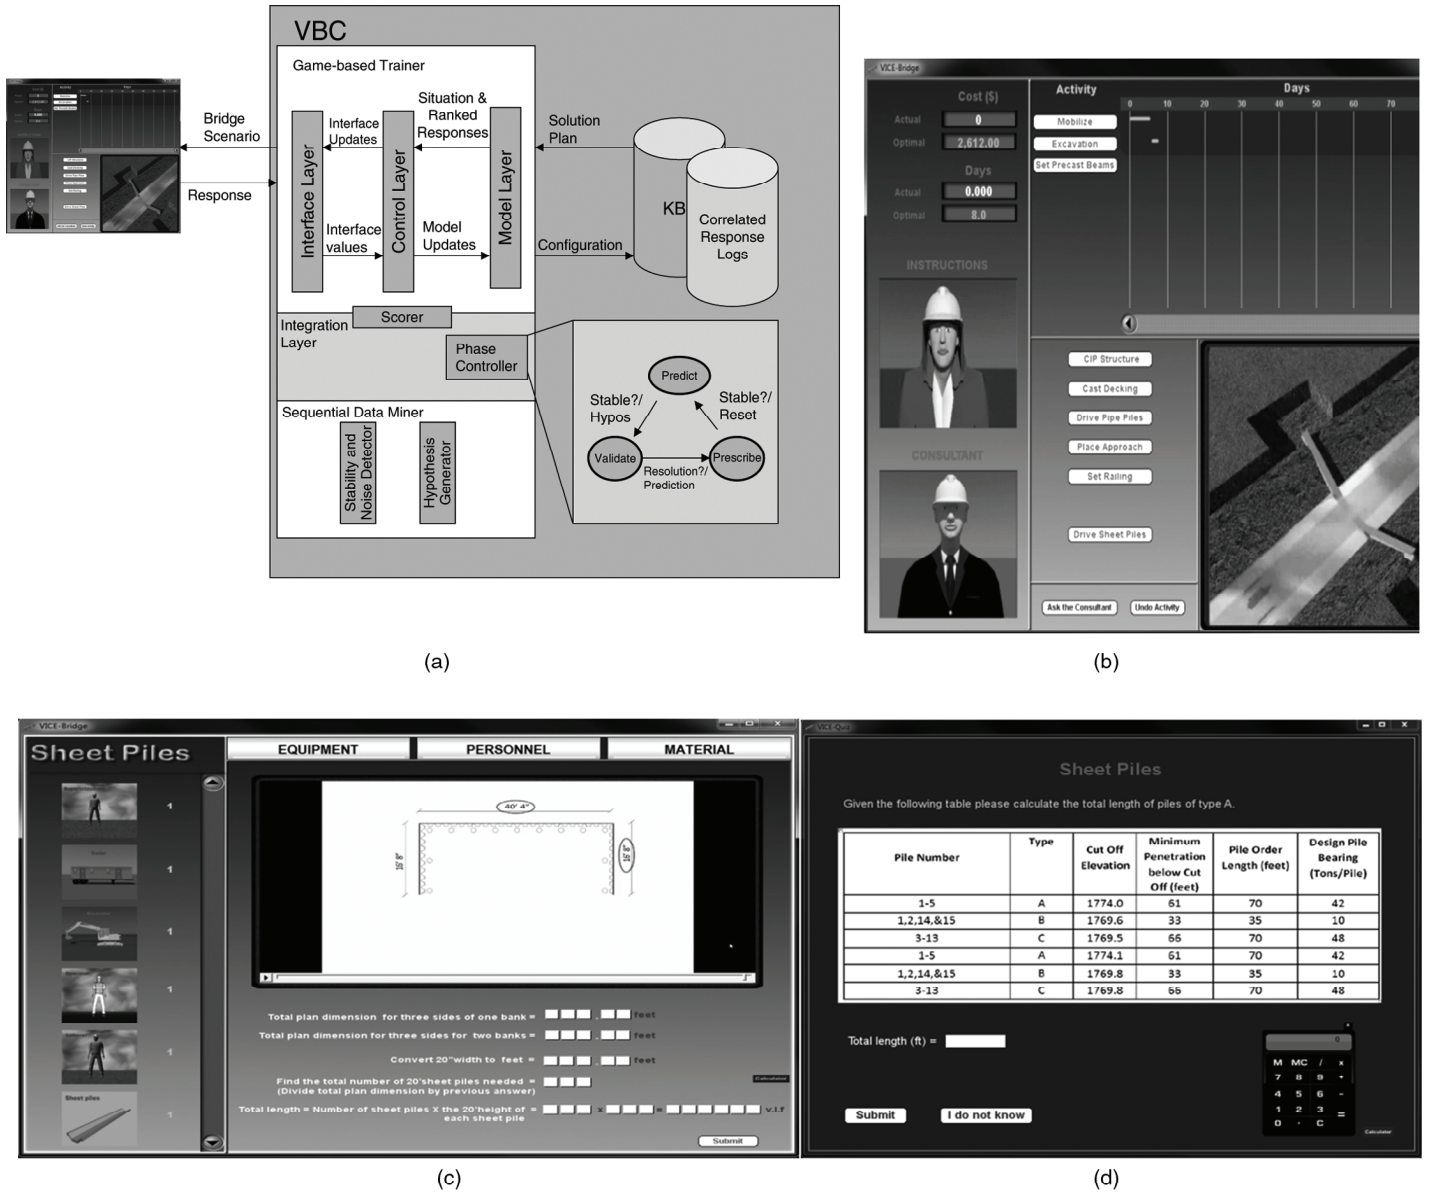 VBC
Game-based Trainer
Bridge
Scenario
Response
Interface Layer
Interface
Updates
Interface
values
Control Layer
Situation &
Ranked
Responses
Model
Updates
Model Layer
Solution
Plan
Configuration
KB
Correlated
Response
Logs
Integration
Layer
Scorer
Phase
Controller
Predict
Stable?/
Hypos
Stable?/
Reset
Validate
Prescribe
Resolution?/
Prediction
Sequential Data Miner
Stability and
Noise Detector
Hypothesis
Generator
(a)
VICE-Bridge
Cost ($)
Actual 0
Optimal 2,612.00
Days
Actual 0.000
Optimal 8.0
INSTRUCTIONS
CONSULTANT
Activity
Days
0 10 20 30 40 50 60 70
Mobilize
Excavation
Set Precast Beams
CIP Structure
Cast Decking
Drive Pipe Piles
Place Approach
Set Railing
Drive Sheet Piles
Ask the Consultant
Undo Activity
(b)
VICE-Bridge
Sheet Piles
EQUIPMENT PERSONNEL MATERIAL
1
1
1
1
1
Sheet piles
1
40' 4"
Total plan dimension for three sides of one bank = . feet
Total plan dimension for three sides for two banks = . feet
Convert 20"width to feet = . feet
Find the total number of 20'sheet piles needed =
(Divide total plan dimension by previous answer)
Calculator
Total length = Number of sheet piles X the 20'height of = x = v.l.f
each sheet pile
Submit
(c)
VICE-Quiz
Sheet Piles
Given the following table please calculate the total length of piles of type A.
Pile Number Type Cut Off Elevation Minimum Penetration below Cut Off (feet) Pile Order Length (feet) Design Pile Bearing (Tons/Pile)
1-5 A 1774.0 61 70 42
1,2,14,&15 B 1769.6 33 35 10
3-13 C 1769.5 66 70 48
1-5 A 1774.1 61 70 42
1,2,14,&15 B 1769.8 33 35 10
3-13 C 1769.8 66 70 48
Total length (ft) =
Submit
I do not know
0
M MC / x
7 8 9 +
4 5 6 -
1 2 3 =
0 . C
Calculator
(d)